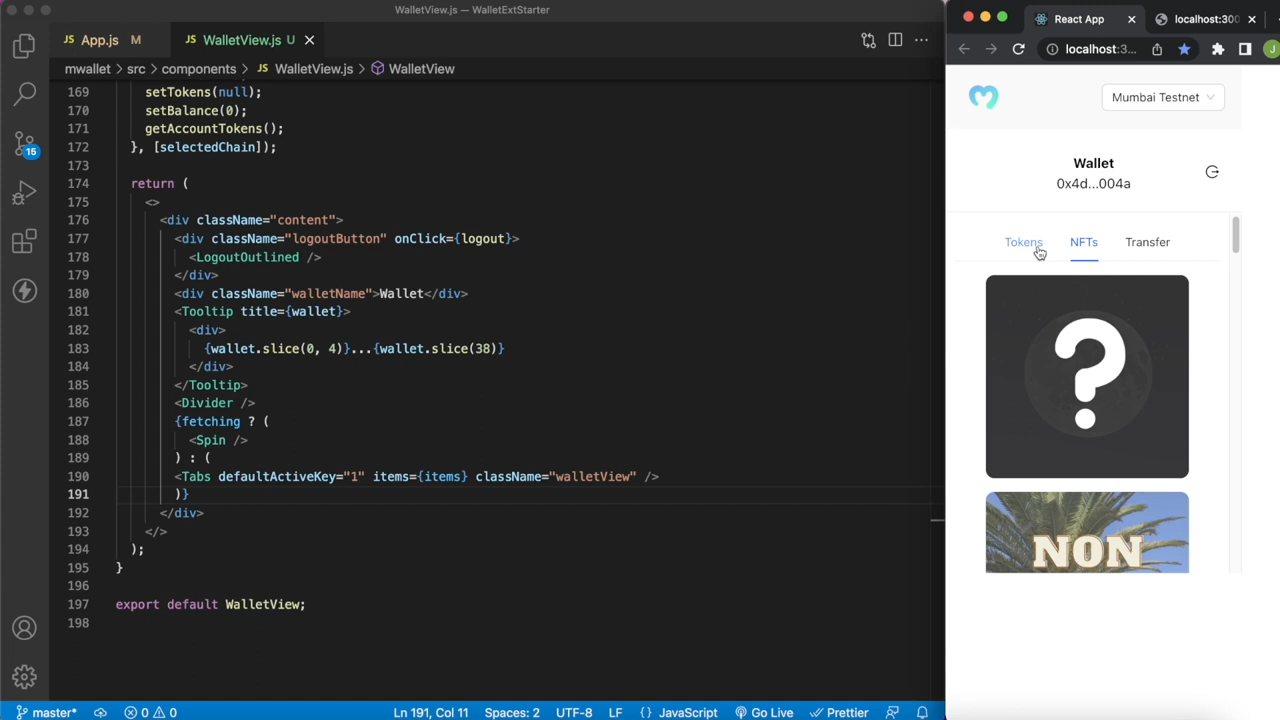 WalletView.js — WalletExtStarter
JS App.js M
JS WalletView.js U
mwallet > src > components > JS WalletView.js > WalletView
169 setTokens(null);
170 setBalance(0);
171 getAccountTokens();
172 }, [selectedChain]);
173
174 return (
175 <>
176 <div className="content">
177 <div className="logoutButton" onClick={logout}>
178 <LogoutOutlined />
179 </div>
180 <div className="walletName">Wallet</div>
181 <Tooltip title={wallet}>
182 <div>
183 {wallet.slice(0, 4)}...{wallet.slice(38)}
184 </div>
185 </Tooltip>
186 <Divider />
187 {fetching ? (
188 <Spin />
189 ) : (
190 <Tabs defaultActiveKey="1" items={items} className="walletView" />
191 )}
192 </div>
193 </>
194 );
195 }
196
197 export default WalletView;
198
15
master* 0 0 Ln 191, Col 11 Spaces: 2 UTF-8 LF {} JavaScript Go Live Prettier
React App
localhost:300
localhost:3...
J
Mumbai Testnet
Wallet
0x4d...004a
Tokens NFTs Transfer
?
NON